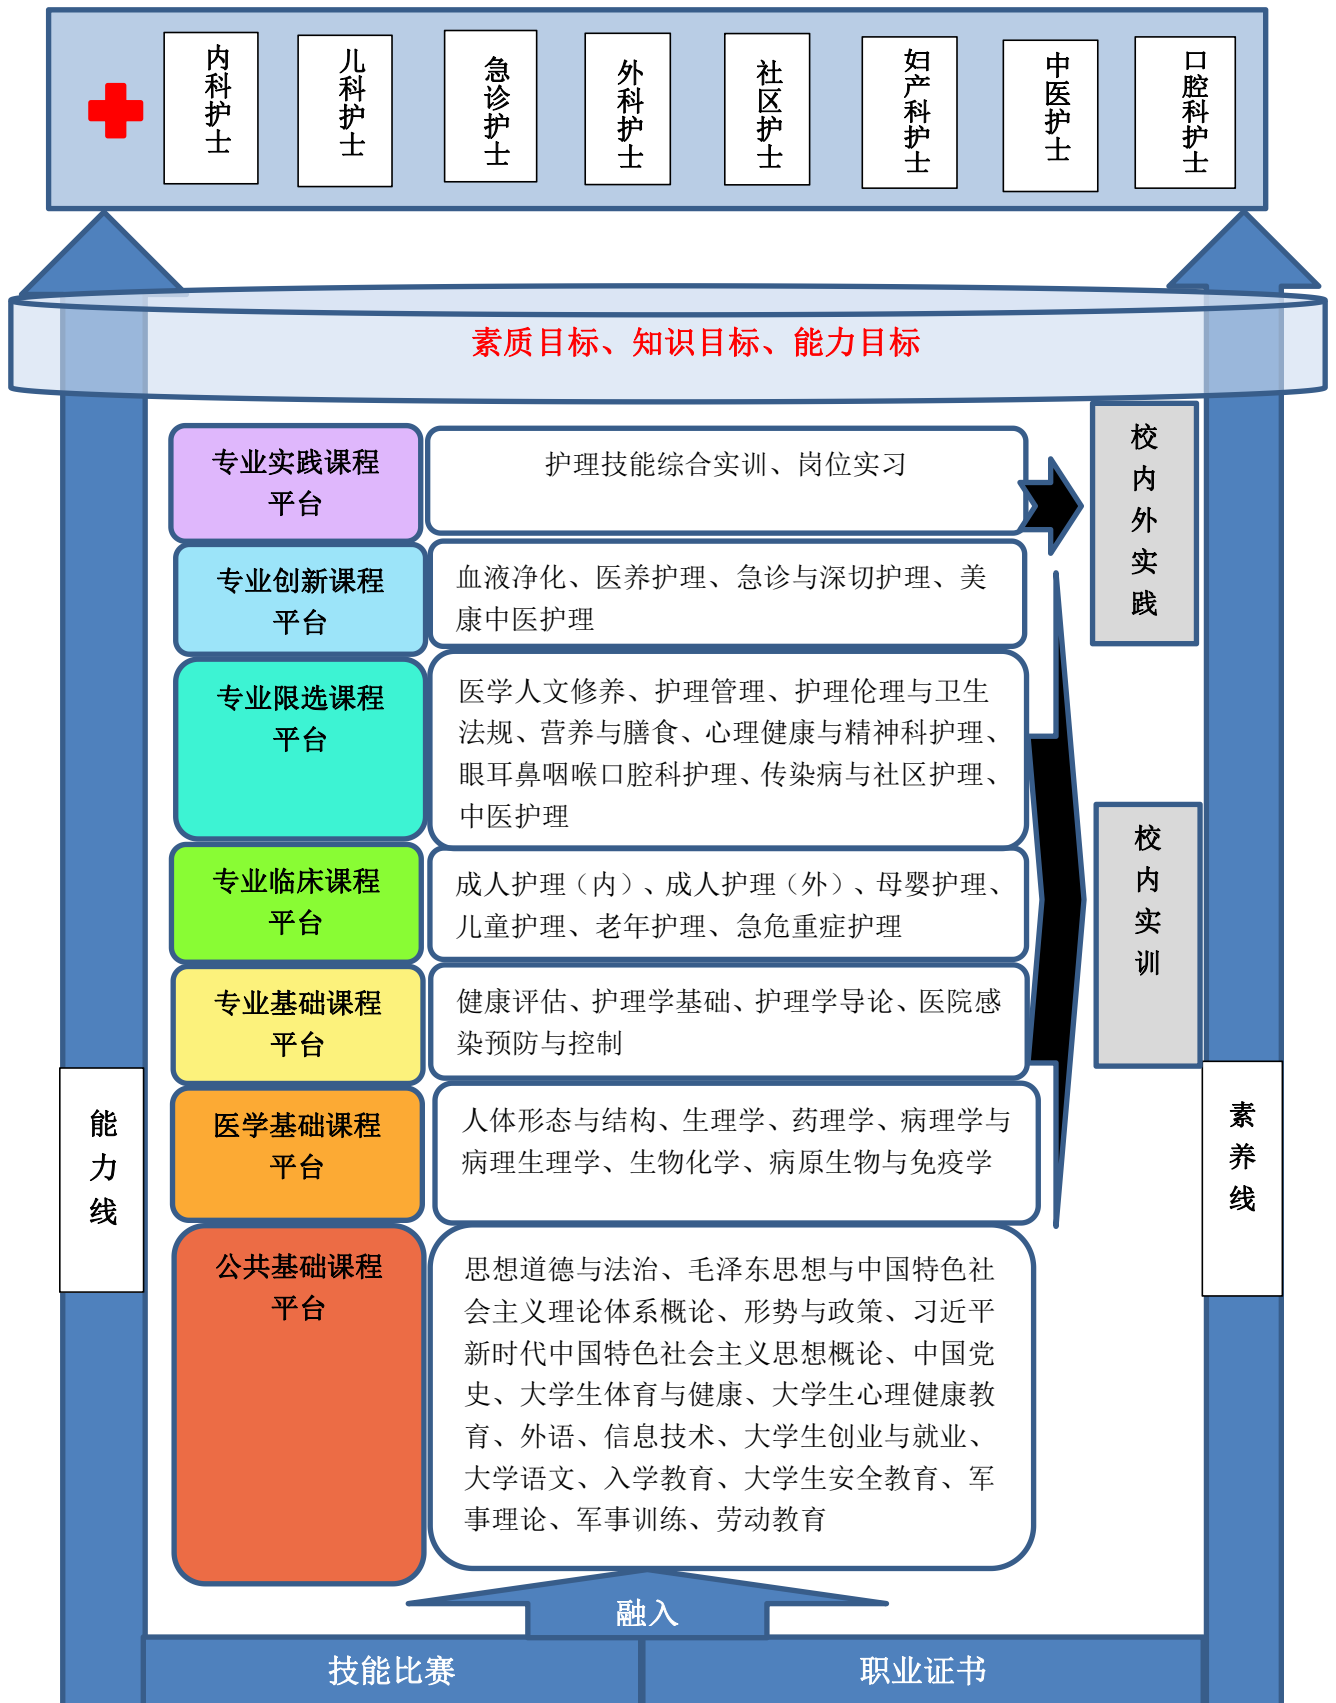 内科护士
儿科护士
急诊护士
外科护士
社区护士
妇产科护士
中医护士
口腔科护士
素质目标、知识目标、能力目标
专业实践课程
平台
护理技能综合实训、岗位实习
校内外实践
专业创新课程
平台
血液净化、医养护理、急诊与深切护理、美
康中医护理
专业限选课程
平台
医学人文修养、护理管理、护理伦理与卫生
法规、营养与膳食、心理健康与精神科护理、
眼耳鼻咽喉口腔科护理、传染病与社区护理、
中医护理
校内实训
专业临床课程
平台
成人护理（内）、成人护理（外）、母婴护理、
儿童护理、老年护理、急危重症护理
专业基础课程
平台
健康评估、护理学基础、护理学导论、医院感
染预防与控制
能力线
素养线
医学基础课程
平台
人体形态与结构、生理学、药理学、病理学与
病理生理学、生物化学、病原生物与免疫学
公共基础课程
平台
思想道德与法治、毛泽东思想与中国特色社
会主义理论体系概论、形势与政策、习近平
新时代中国特色社会主义思想概论、中国党
史、大学生体育与健康、大学生心理健康教
育、外语、信息技术、大学生创业与就业、
大学语文、入学教育、大学生安全教育、军
事理论、军事训练、劳动教育
融入
技能比赛
职业证书